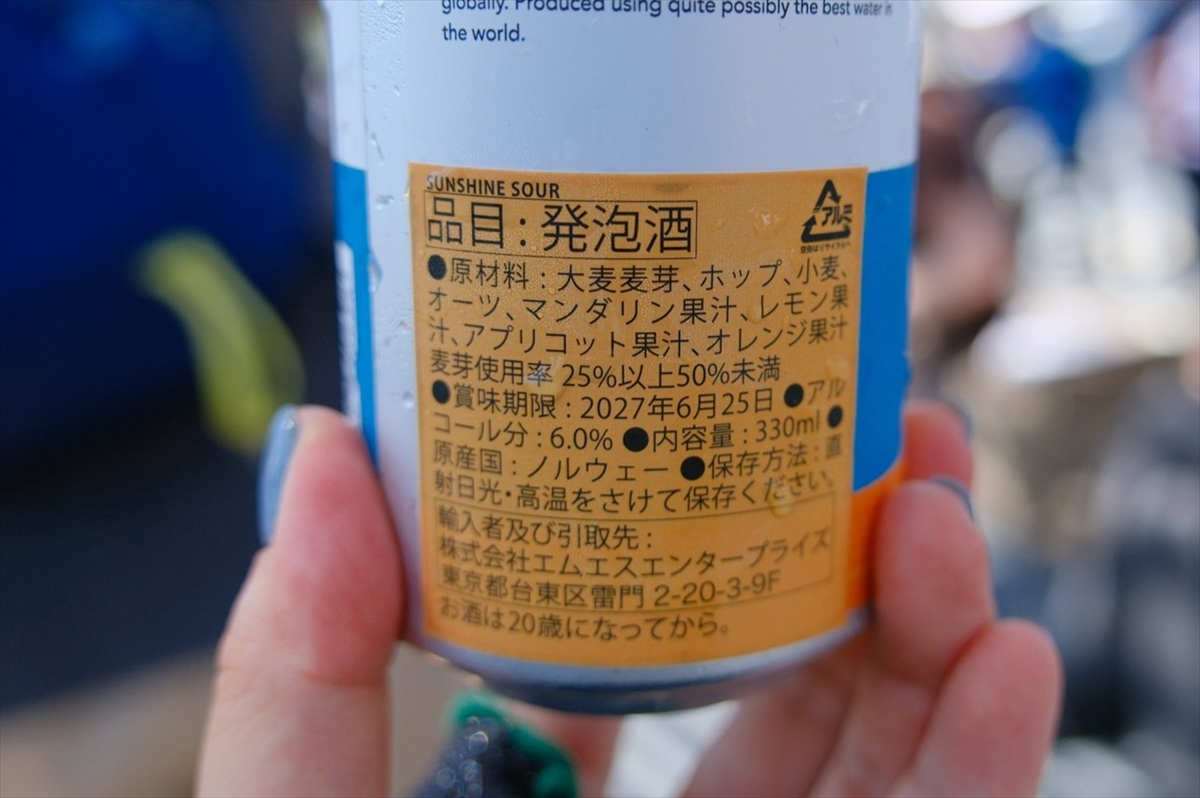 globally. Produced using quite possibly the best water in
the world.
SUNSHINE SOUR
品目：発泡酒
アルミ
空缶はリサイクルへ
●原材料：大麦麦芽、ホップ、小麦、
オーツ、マンダリン果汁、レモン果
汁、アプリコット果汁、オレンジ果汁
麦芽使用率 25%以上50%未満
●賞味期限：2027年6月25日 ●アル
コール分：6.0% ●内容量：330ml ●
原産国：ノルウェー ●保存方法：直
射日光・高温をさけて保存ください。
輸入者及び引取先：
株式会社エムエスエンタープライズ
東京都台東区雷門 2-20-3-9F
お酒は20歳になってから。